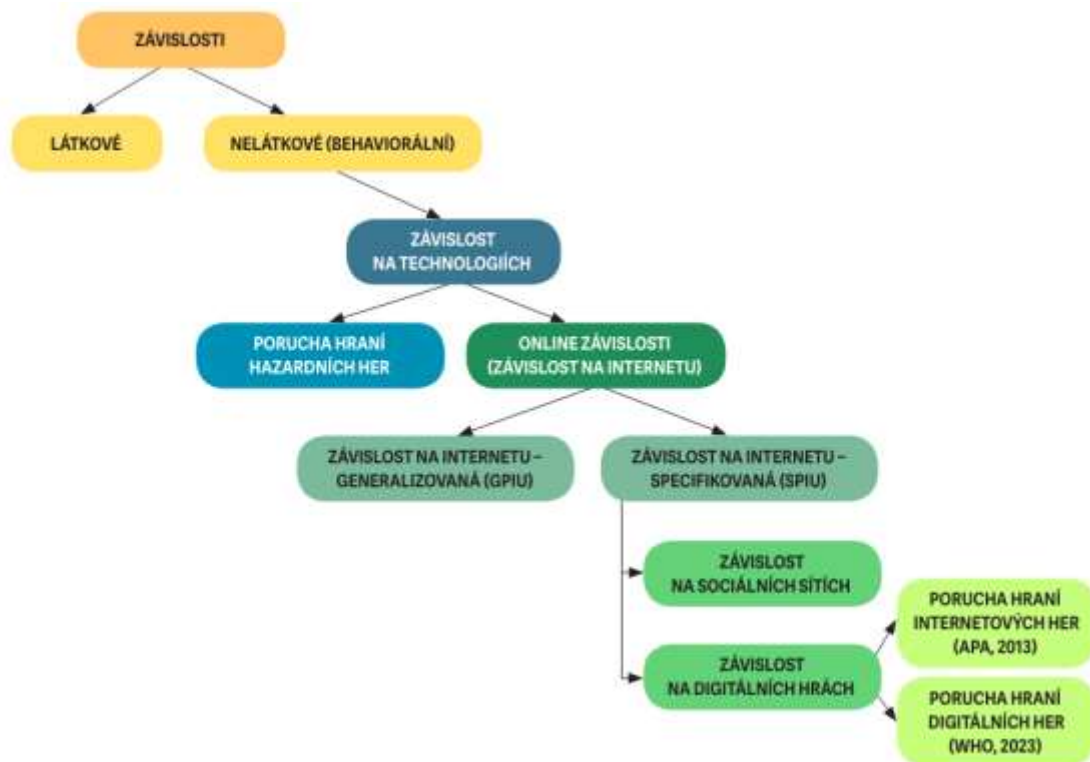 ZÁVISLOSTI
LÁTKOVÉ
NELÁTKOVÉ (BEHAVIORÁLNÍ)
ZÁVISLOST
NA TECHNOLOGIÍCH
PORUCHA HRANÍ
HAZARDNÍCH HER
ONLINE ZÁVISLOSTI
(ZÁVISLOST NA INTERNETU)
ZÁVISLOST NA INTERNETU –
GENERALIZOVANÁ (GPIU)
ZÁVISLOST NA INTERNETU –
SPECIFIKOVANÁ (SPIU)
ZÁVISLOST
NA SOCIÁLNÍCH SÍTÍCH
ZÁVISLOST
NA DIGITÁLNÍCH HRÁCH
PORUCHA HRANÍ
INTERNETOVÝCH HER
(APA, 2013)
PORUCHA HRANÍ
DIGITÁLNÍCH HER
(WHO, 2023)